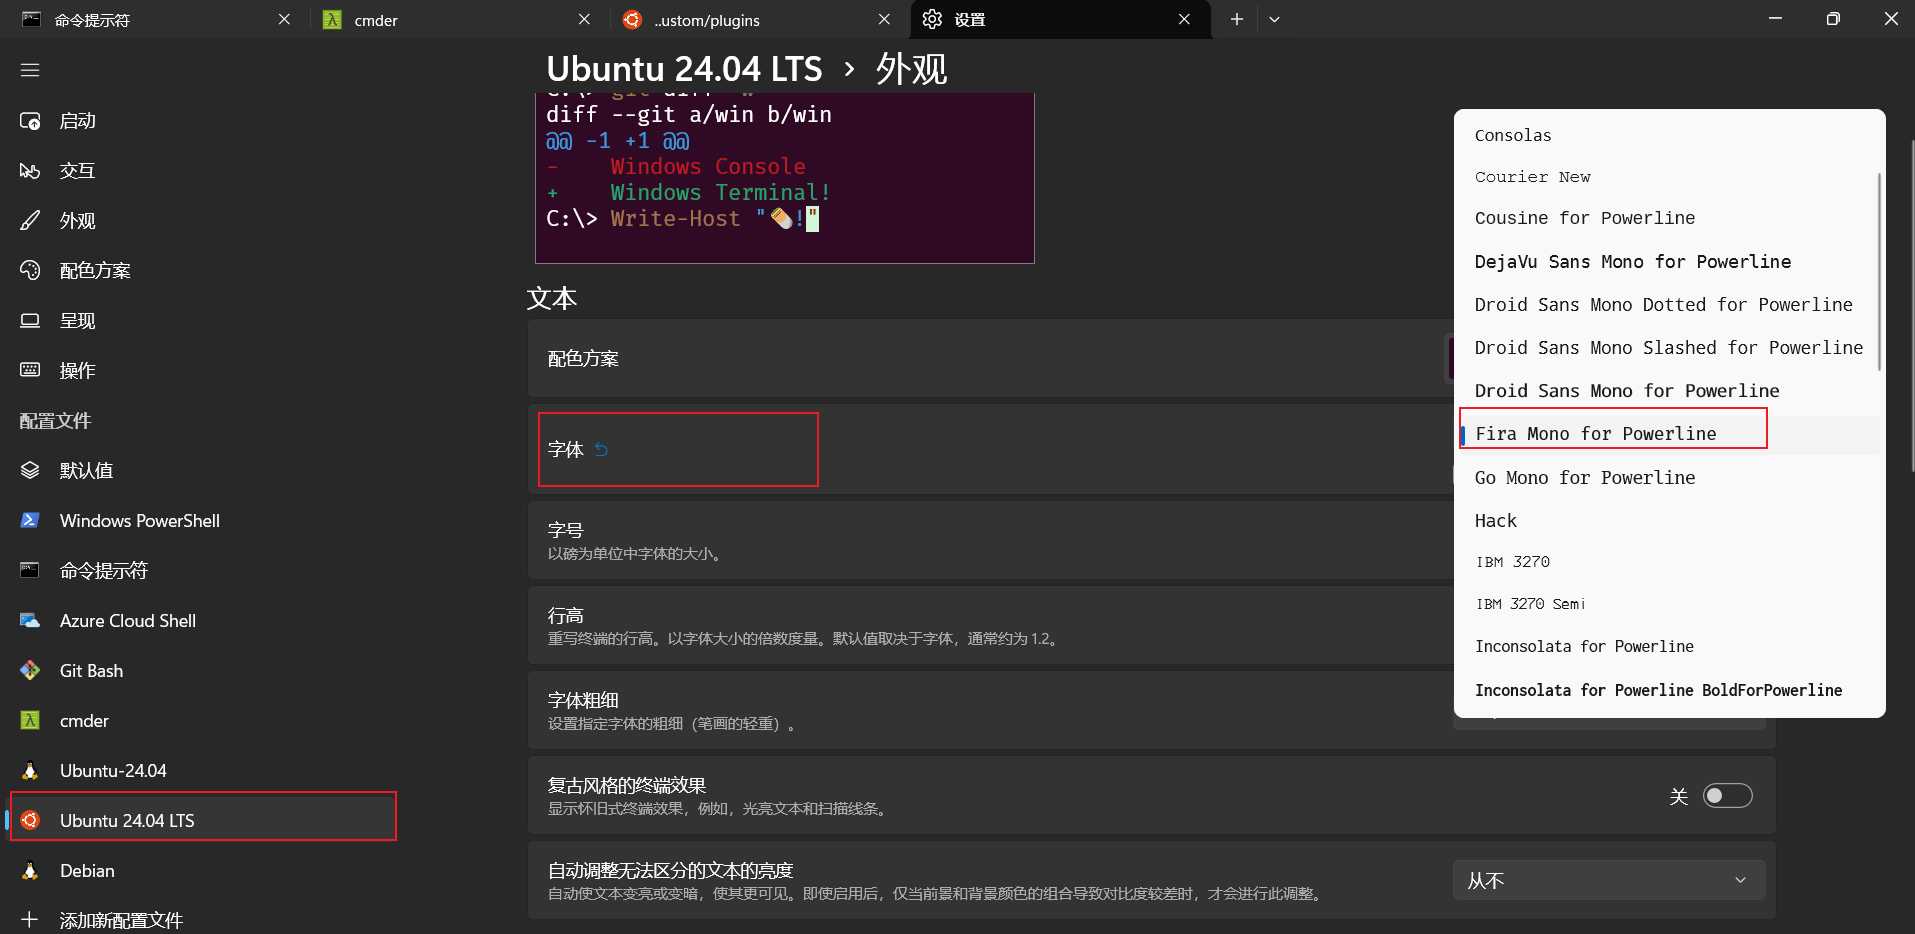 命令提示符
cmder
..ustom/plugins
设置
启动
交互
外观
配色方案
呈现
操作
配置文件
默认值
Windows PowerShell
命令提示符
Azure Cloud Shell
Git Bash
cmder
Ubuntu-24.04
Ubuntu 24.04 LTS
Debian
添加新配置文件
Ubuntu 24.04 LTS › 外观
diff --git a/win b/win
@@ -1 +1 @@
-    Windows Console
+    Windows Terminal!
C:\> Write-Host "🌯!"
文本
配色方案
字体
字号
以磅为单位中字体的大小。
行高
重写终端的行高。以字体大小的倍数度量。默认值取决于字体，通常约为 1.2。
字体粗细
设置指定字体的粗细（笔画的轻重）。
复古风格的终端效果
显示怀旧式终端效果，例如，光亮文本和扫描线条。
关
自动调整无法区分的文本的亮度
自动使文本变亮或变暗，使其更可见。即使启用后，仅当前景和背景颜色的组合导致对比度较差时，才会进行此调整。
从不
Consolas
Courier New
Cousine for Powerline
DejaVu Sans Mono for Powerline
Droid Sans Mono Dotted for Powerline
Droid Sans Mono Slashed for Powerline
Droid Sans Mono for Powerline
Fira Mono for Powerline
Go Mono for Powerline
Hack
IBM 3270
IBM 3270 Semi
Inconsolata for Powerline
Inconsolata for Powerline BoldForPowerline